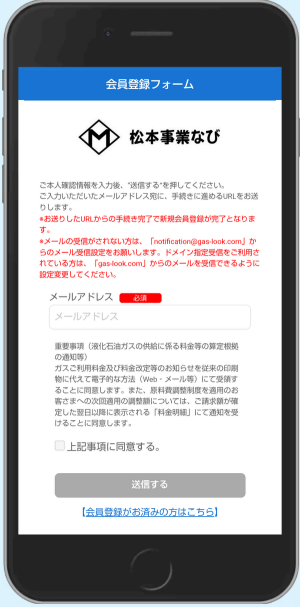 会員登録フォーム
M 松本事業なび
ご本人確認情報を入力後、"送信する"を押してください。
ご入力いただいたメールアドレス宛に、手続きに進めるURLをお送
りします。
*お送りしたURLからの手続き完了で新規会員登録が完了となりま
す。
*メールの受信がされない方は、「notification@gas-look.com」か
らのメール受信設定をお願いします。ドメイン指定受信をご利用さ
れている方は、「gas-look.com」からのメールを受信できるように
設定変更してください。
メールアドレス 必須
メールアドレス
重要事項（液化石油ガスの供給に係る料金等の算定根拠
の通知等）
ガスご利用料金及び料金改定等のお知らせを従来の印刷
物に代えて電子的な方法（Web・メール等）にて受領す
ることに同意します。また、原料費調整制度を適用のお
客さまへの次回適用の調整額については、ご請求額が確
定した翌日以降に表示される「料金明細」にて通知を受
けることに同意します。
上記事項に同意する。
送信する
【会員登録がお済みの方はこちら】